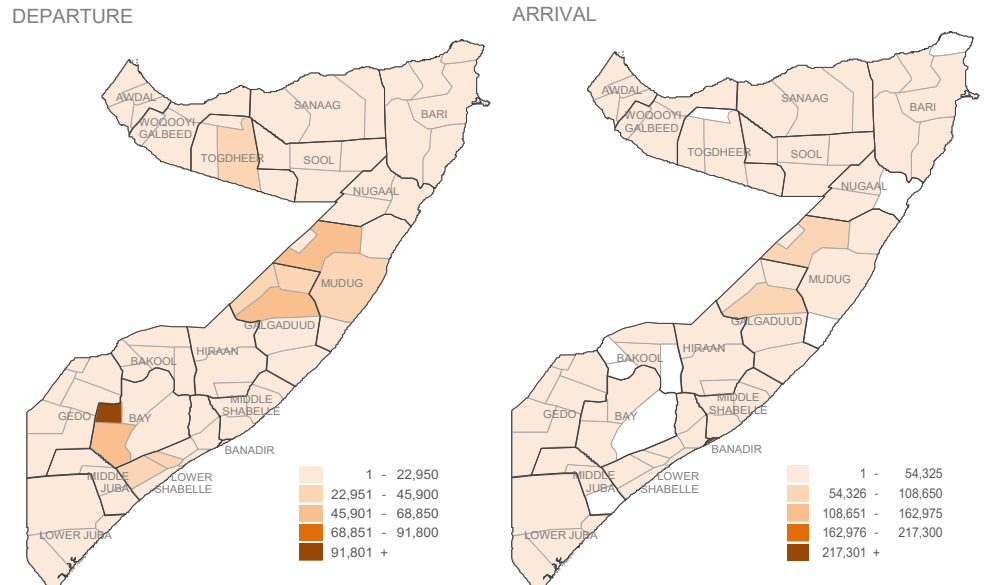 DEPARTURE
AWDAL
WOQOOYI
GALBEED
TOGDHEER
SANAAG
SOOL
BARI
NUGAAL
MUDUG
GALGADUUD
HIRAAN
BAKOOL
GEDO
BAY
MIDDLE
SHABELLE
BANADIR
LOWER
SHABELLE
MIDDLE
JUBA
LOWER JUBA
1 - 22,950
22,951 - 45,900
45,901 - 68,850
68,851 - 91,800
91,801 +
ARRIVAL
AWDAL
WOQOOYI
GALBEED
TOGDHEER
SANAAG
SOOL
BARI
NUGAAL
MUDUG
GALGADUUD
HIRAAN
BAKOOL
GEDO
BAY
MIDDLE
SHABELLE
BANADIR
LOWER
SHABELLE
MIDDLE
JUBA
LOWER JUBA
1 - 54,325
54,326 - 108,650
108,651 - 162,975
162,976 - 217,300
217,301 +